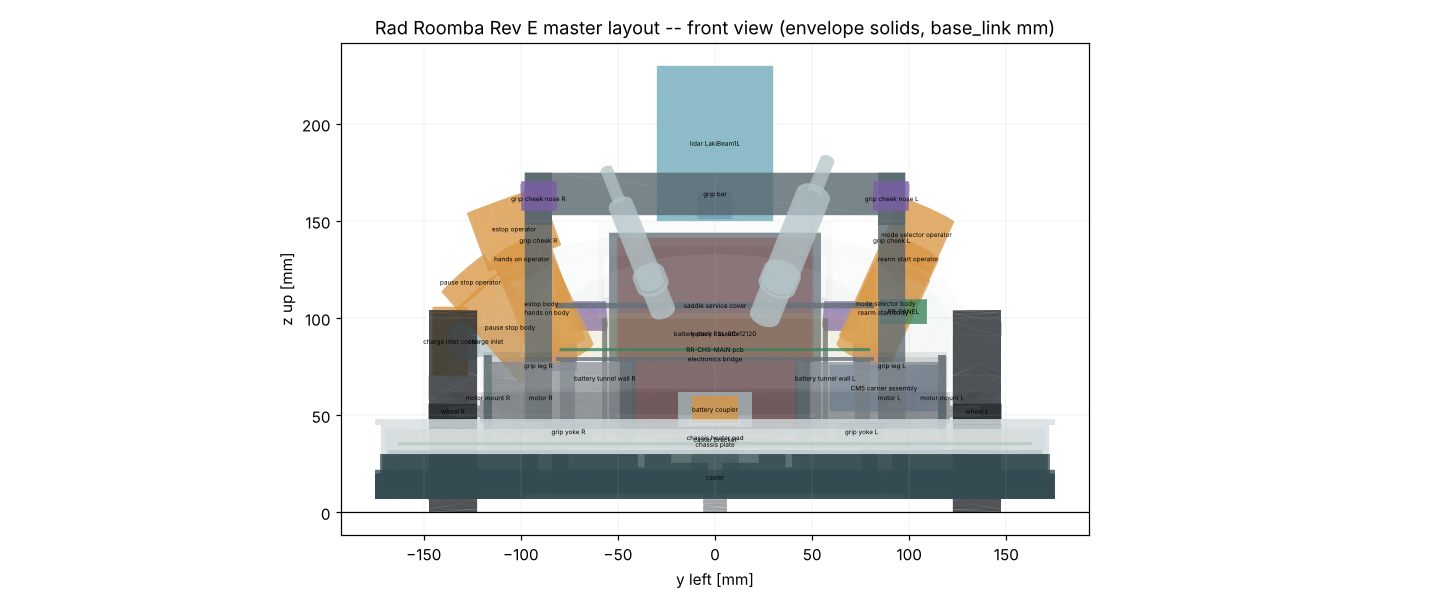 Rad Roomba Rev E master layout -- front view (envelope solids, base_link mm)
z up [mm]
200
150
100
50
0
lidar LakiBeam1L
grip bar
grip cheek nose R
grip cheek nose L
estop operator
mode selector operator
grip cheek R
grip cheek L
hands on operator
rearm start operator
pause stop operator
estop body
saddle service cover
mode selector body
hands on body
rearm start
RR-PANEL
pause stop body
charge inlet
RR-CHS-MAIN pcb
electronics bridge
grip leg R
grip leg L
battery tunnel wall R
battery tunnel wall L
CM5 carrier assembly
motor mount R
motor R
motor L
motor mount L
wheel R
battery coupler
wheel L
grip yoke R
grip yoke L
chassis heater pad
chassis plate
caster
−150
−100
−50
0
50
100
150
y left [mm]